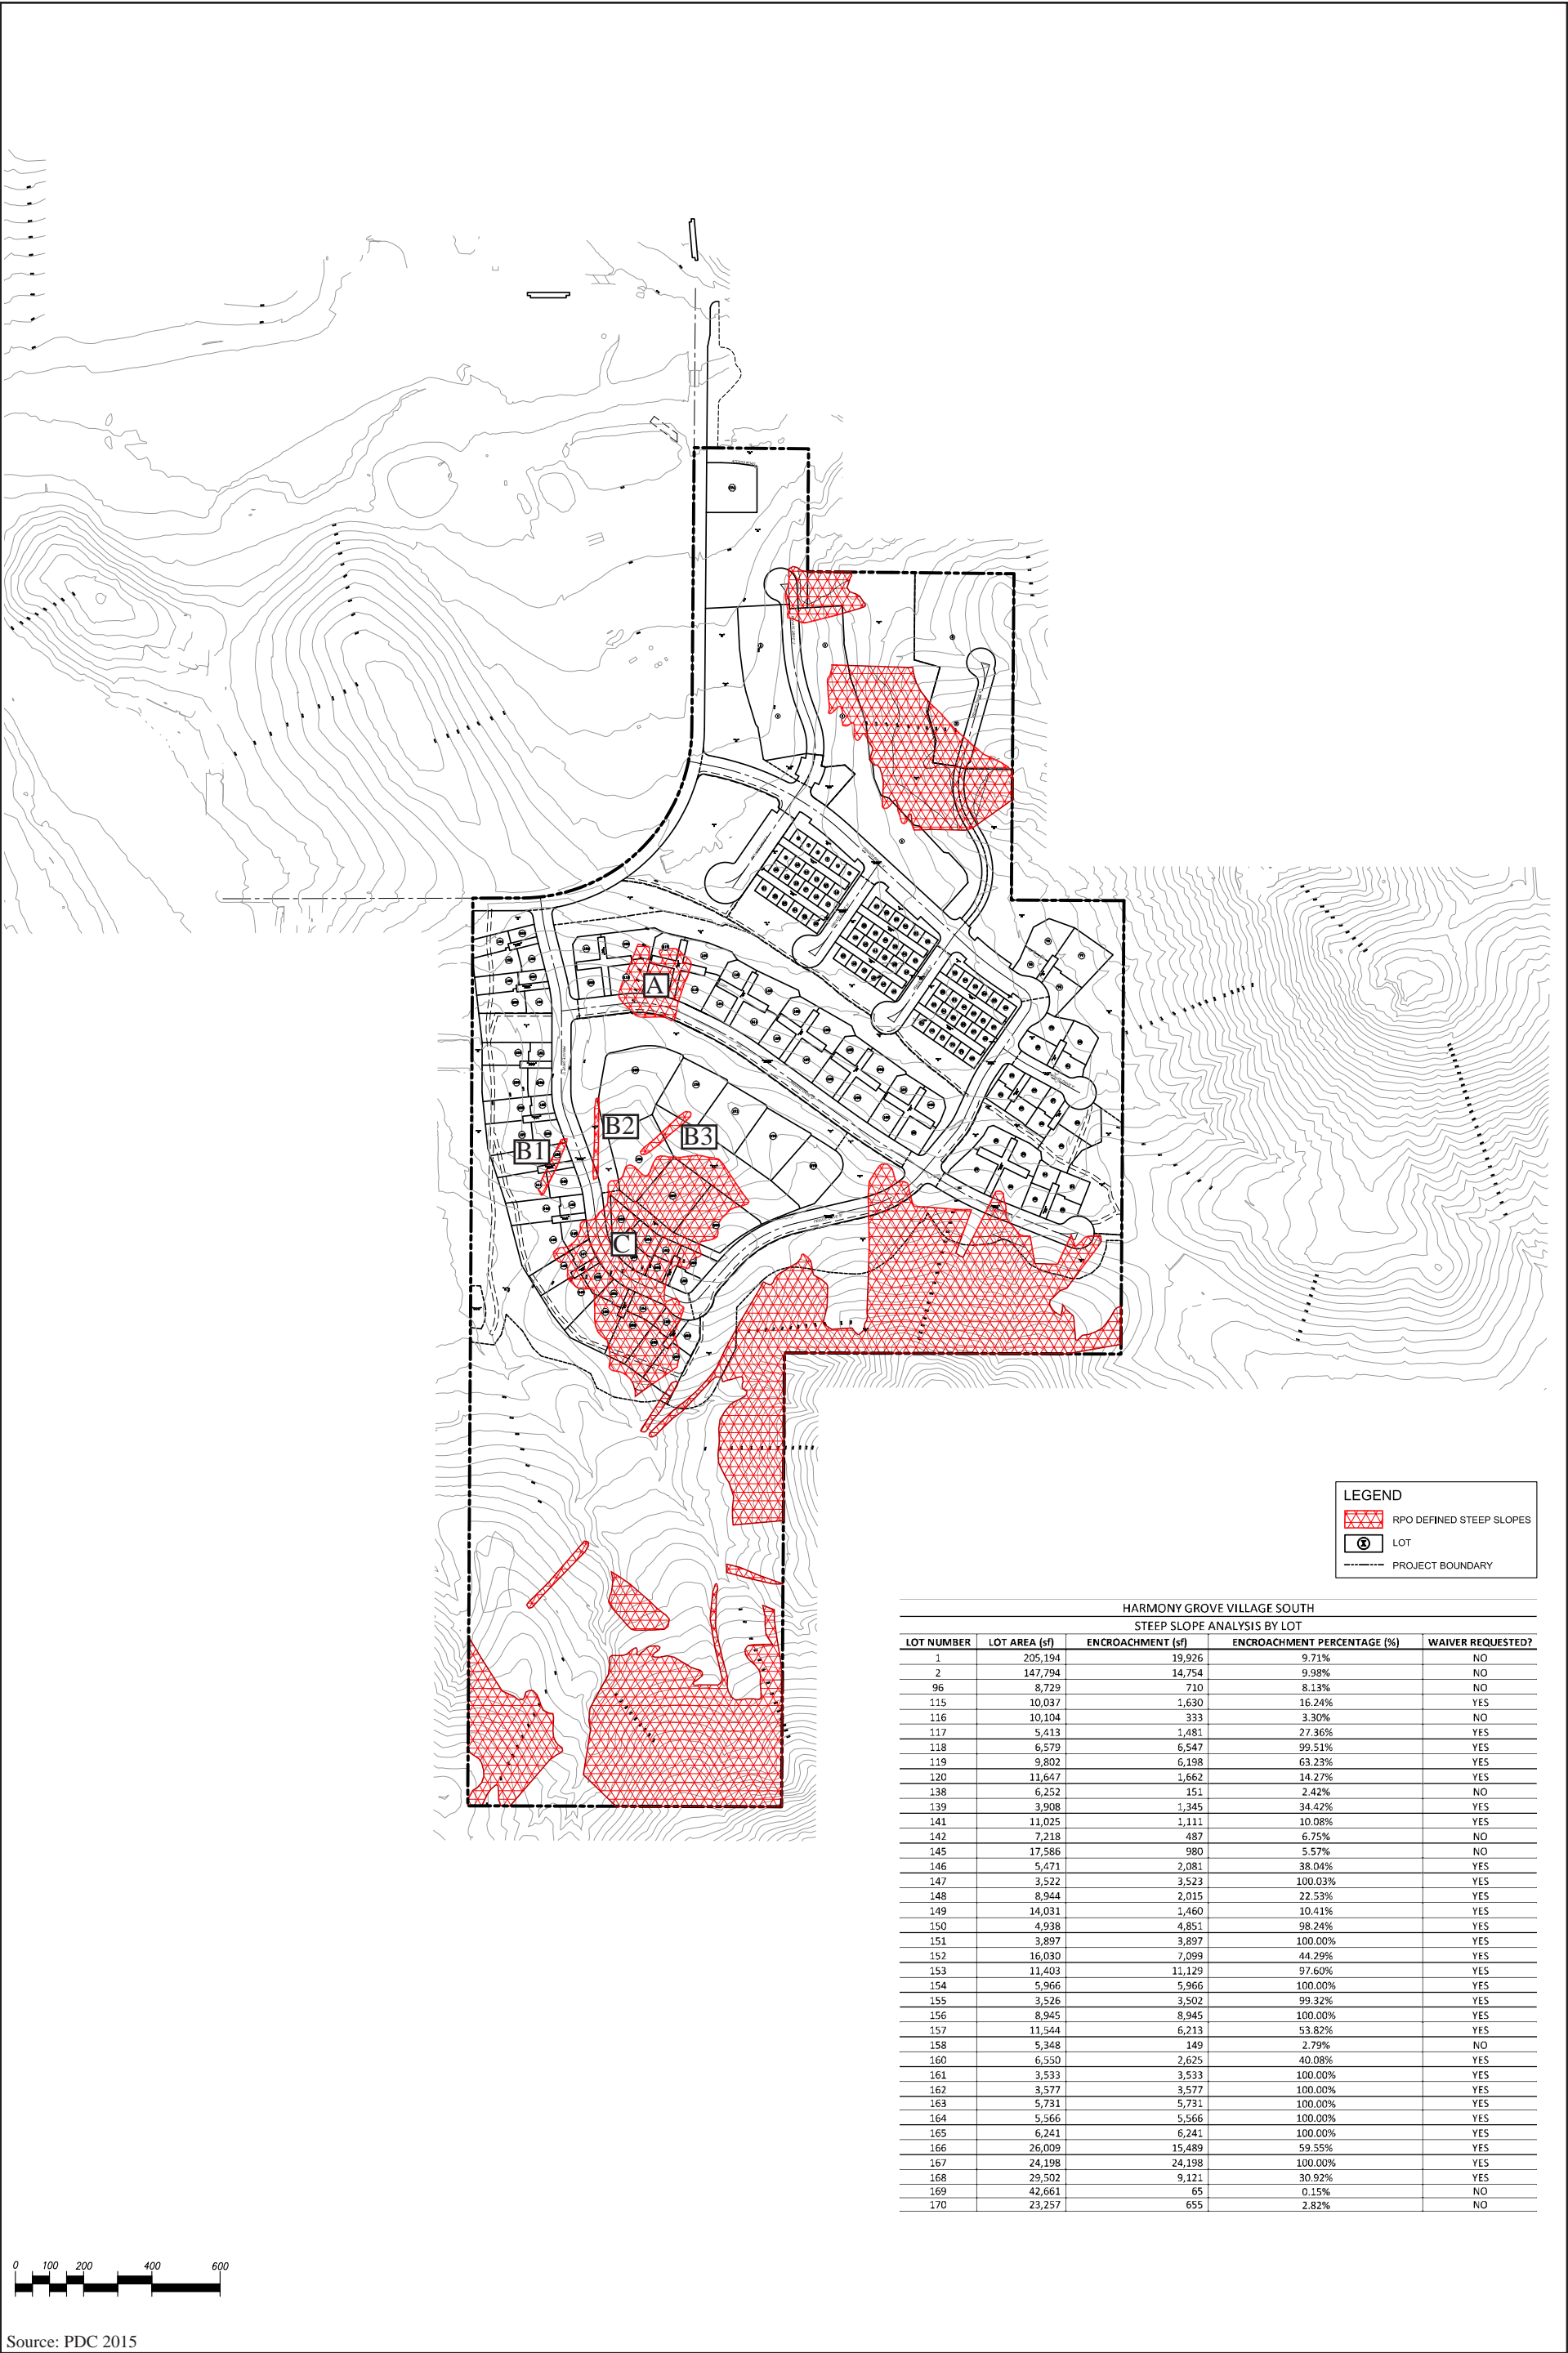 A
B2
B3
B1
C
LEGEND
RPO DEFINED STEEP SLOPES
LOT
PROJECT BOUNDARY
HARMONY GROVE VILLAGE SOUTH
STEEP SLOPE ANALYSIS BY LOT
LOT NUMBER LOT AREA (sf) ENCROACHMENT (sf) ENCROACHMENT PERCENTAGE (%) WAIVER REQUESTED?
1 205,194 19,926 9.71% NO
2 147,794 14,754 9.98% NO
96 8,729 710 8.13% NO
115 10,037 1,630 16.24% YES
116 10,104 333 3.30% NO
117 5,413 1,481 27.36% YES
118 6,579 6,547 99.51% YES
119 9,802 6,198 63.23% YES
120 11,647 1,662 14.27% YES
138 6,252 151 2.42% NO
139 3,908 1,345 34.42% YES
141 11,025 1,111 10.08% YES
142 7,218 487 6.75% NO
145 17,586 980 5.57% NO
146 5,471 2,081 38.04% YES
147 3,522 3,523 100.03% YES
148 8,944 2,015 22.53% YES
149 14,031 1,460 10.41% YES
150 4,938 4,851 98.24% YES
151 3,897 3,897 100.00% YES
152 16,030 7,099 44.29% YES
153 11,403 11,129 97.60% YES
154 5,966 5,966 100.00% YES
155 3,526 3,502 99.32% YES
156 8,945 8,945 100.00% YES
157 11,544 6,213 53.82% YES
158 5,348 149 2.79% NO
160 6,550 2,625 40.08% YES
161 3,533 3,533 100.00% YES
162 3,577 3,577 100.00% YES
163 5,731 5,731 100.00% YES
164 5,566 5,566 100.00% YES
165 6,241 6,241 100.00% YES
166 26,009 15,489 59.55% YES
167 24,198 24,198 100.00% YES
168 29,502 9,121 30.92% YES
169 42,661 65 0.15% NO
170 23,257 655 2.82% NO
0 100 200 400 600
Source: PDC 2015